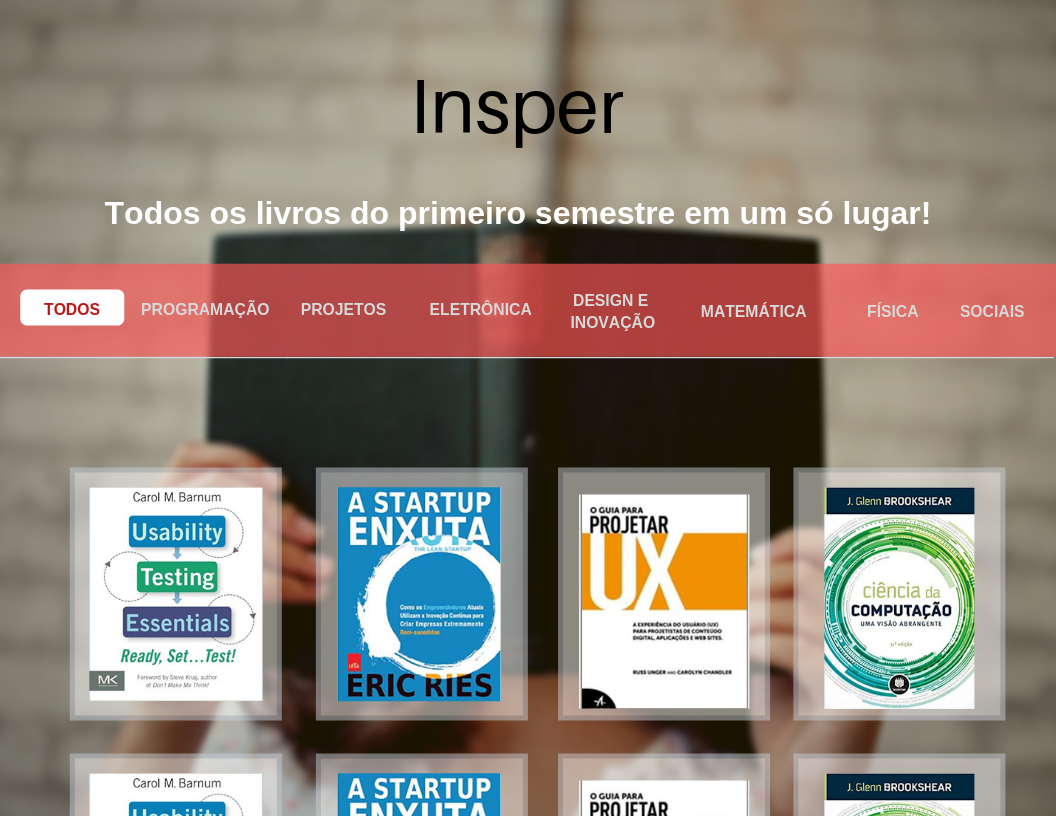 Insper
Todos os livros do primeiro semestre em um só lugar!
TODOS
PROGRAMAÇÃO
PROJETOS
ELETRÔNICA
DESIGN E
INOVAÇÃO
MATEMÁTICA
FÍSICA
SOCIAIS
Carol M. Barnum
Usability
Testing
Essentials
Ready, Set...Test!
Foreword by Steve Krug, author
of Don't Make Me Think!
MK
A STARTUP
ENXUTA
THE LEAN STARTUP
Como os Empreendedores Atuais
Utilizam a Inovação Contínua para
Criar Empresas Extremamente
Bem-sucedidas
ERIC RIES
O GUIA PARA
PROJETAR
UX
A EXPERIÊNCIA DO USUÁRIO (UX)
PARA PROJETISTAS DE CONTEÚDO
DIGITAL, APLICAÇÕES E WEB SITES.
RUSS UNGER AND CAROLYN CHANDLER
J. Glenn BROOKSHEAR
ciência da
COMPUTAÇÃO
UMA VISÃO ABRANGENTE
11ª edição
Carol M. Barnum
Usability
A STARTUP
ENXUTA
O GUIA PARA
PROJETAR
J. Glenn BROOKSHEAR